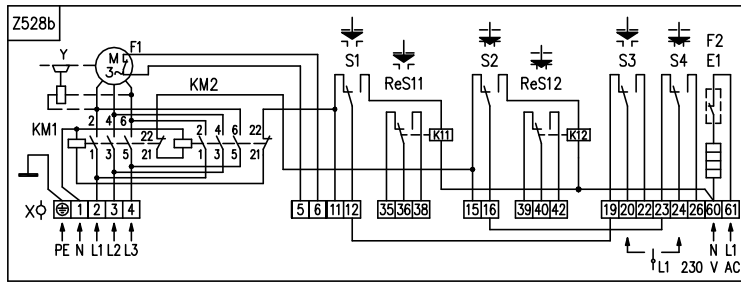 Z528b
Y
M
3~
F1
S1
S2
S3
S4
F2
E1
KM2
ReS11
ReS12
KM1
2 4 6
22
2 4 6
22
K11
K12
1 3 5
21
1 3 5
21
X
1 2 3 4
5 6 11 12
35 36 38
15 16
39 40 42
19 20 22 23 24 26 60 61
PE N L1 L2 L3
L1 230 V AC
N L1